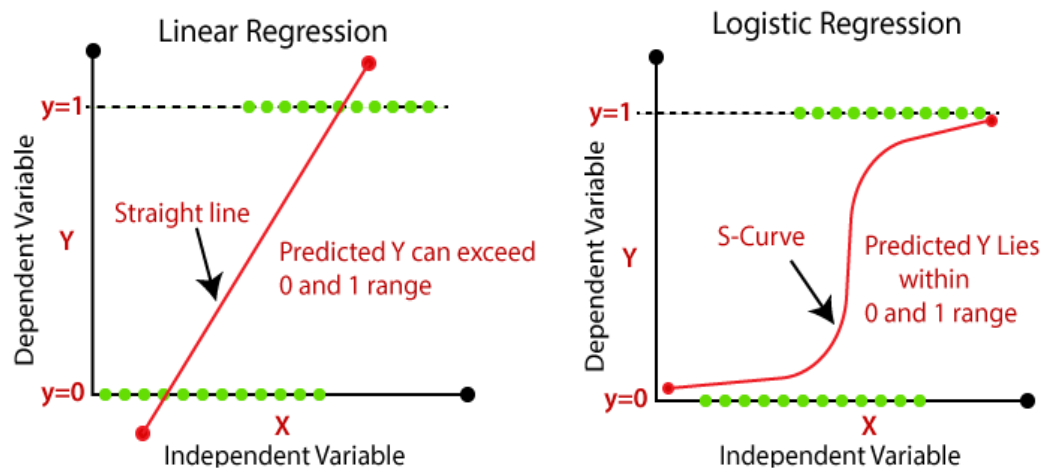 Linear Regression
y=1
Dependent Variable
Y
Straight line
Predicted Y can exceed
0 and 1 range
y=0
X
Independent Variable
Logistic Regression
y=1
Dependent Variable
Y
S-Curve
Predicted Y Lies
within
0 and 1 range
y=0
X
Independent Variable